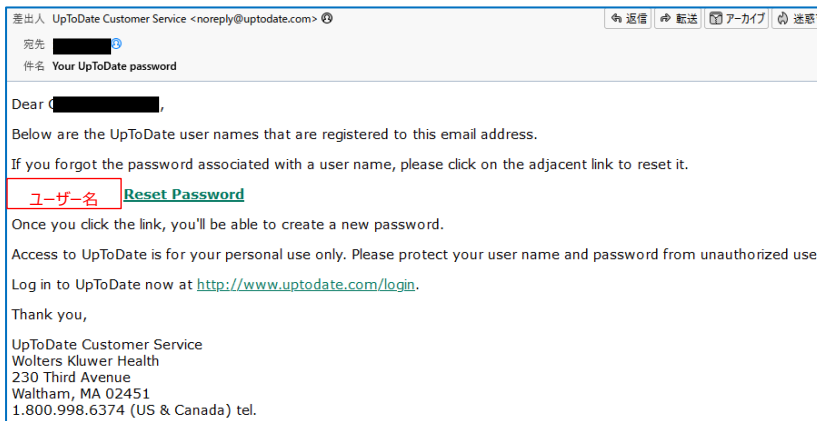 差出人 UpToDate Customer Service <noreply@uptodate.com>
返信 転送 アーカイブ 迷惑
宛先
件名 Your UpToDate password
Dear
Below are the UpToDate user names that are registered to this email address.
If you forgot the password associated with a user name, please click on the adjacent link to reset it.
ユーザー名 Reset Password
Once you click the link, you'll be able to create a new password.
Access to UpToDate is for your personal use only. Please protect your user name and password from unauthorized use
Log in to UpToDate now at http://www.uptodate.com/login.
Thank you,
UpToDate Customer Service
Wolters Kluwer Health
230 Third Avenue
Waltham, MA 02451
1.800.998.6374 (US & Canada) tel.